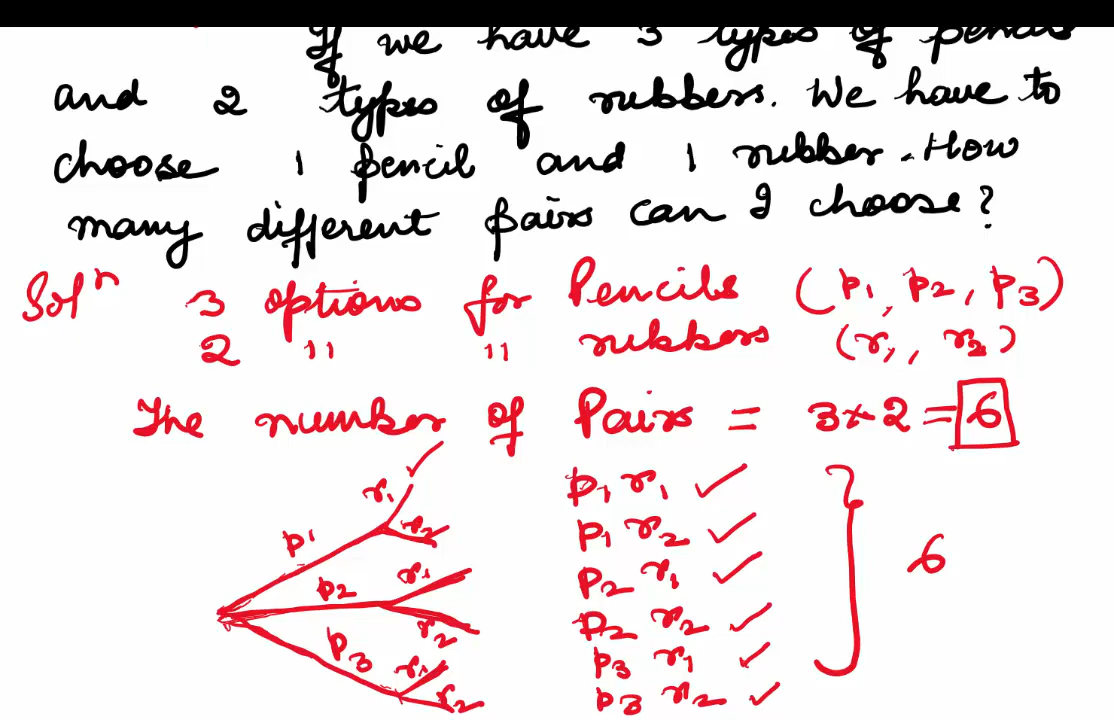 If we have 3 types of pencils
and 2 types of rubbers. We have to
choose 1 pencil and 1 rubber. How
many different pairs can I choose?
Solⁿ 3 options for Pencils (p1, p2, p3)
2 " " rubbers (r1, r2)
The number of Pairs = 3 × 2 = 6
r1
p1 r2
p2 r1
r2
p3 r1
r2
p1 r1 ✓
p1 r2 ✓
p2 r1 ✓
p2 r2 ✓
p3 r1 ✓
p3 r2 ✓
6